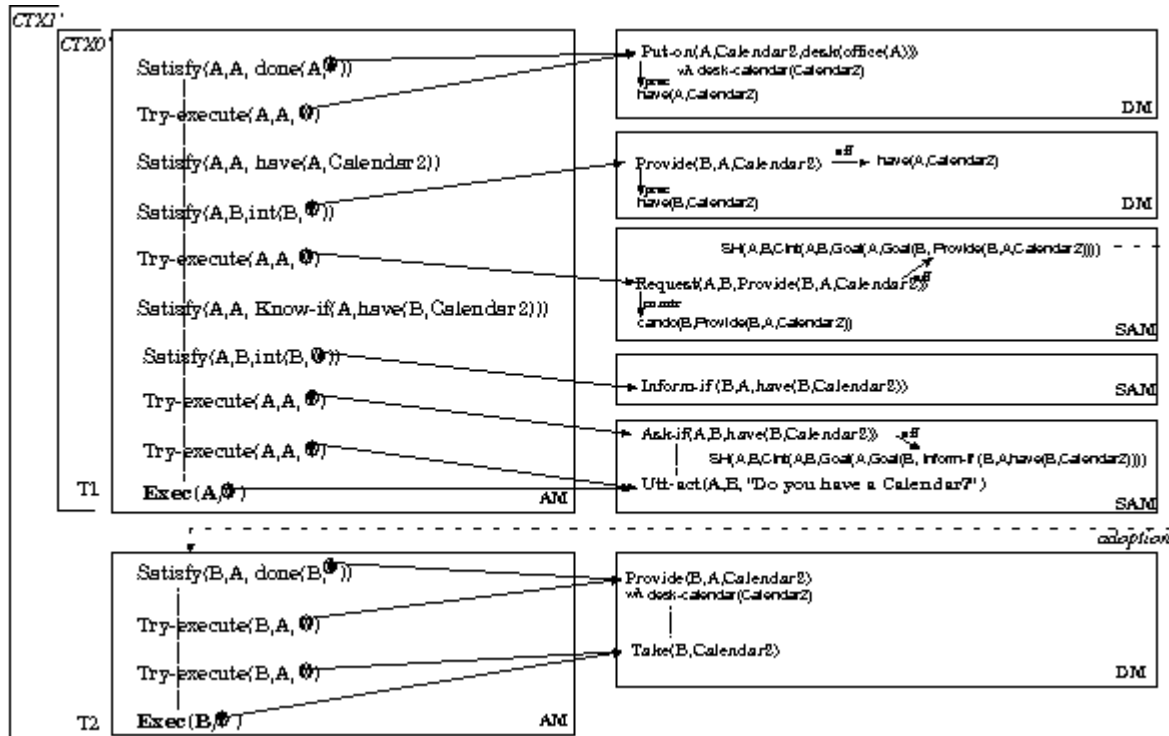 CTX1'
CTX0'
Satisfy(A,A, done(A, ))
Try-execute(A,A, )
Satisfy(A,A, have(A,Calendar2))
Satisfy(A,B,int(B, ))
Try-execute(A,A, )
Satisfy(A,A, Know-if(A,have(B,Calendar2)))
Satisfy(A,B,int(B, ))
Try-execute(A,A, )
Try-execute(A,A, )
Exec(A, )
T1
AM
Put-on(A,Calendar2,desk(office(A)))
w\ desk-calendar(Calendar2)
prec
have(A,Calendar2)
DM
Provide(B,A,Calendar2) eff have(A,Calendar2)
prec
have(B,Calendar2)
DM
SH(A,B,CInt(A,B,Goal(A,Goal(B, Provide(B,A,Calendar2))))
Request(A,B,Provide(B,A,Calendar2)) eff
constr
cando(B,Provide(B,A,Calendar2))
SAM
Inform-if (B,A,have(B,Calendar2))
SAM
Ask-if(A,B,have(B,Calendar2)) eff
SH(A,B,CInt(A,B,Goal(A,Goal(B, Inform-if (B,A,have(B,Calendar2))))
Utt-act(A,B, "Do you have a Calendar?")
SAM
adoption
Satisfy(B,A, done(B, ))
Try-execute(B,A, )
Try-execute(B,A, )
Exec(B, )
T2
AM
Provide(B,A,Calendar2)
w\ desk-calendar(Calendar2)
Take(B,Calendar2)
DM